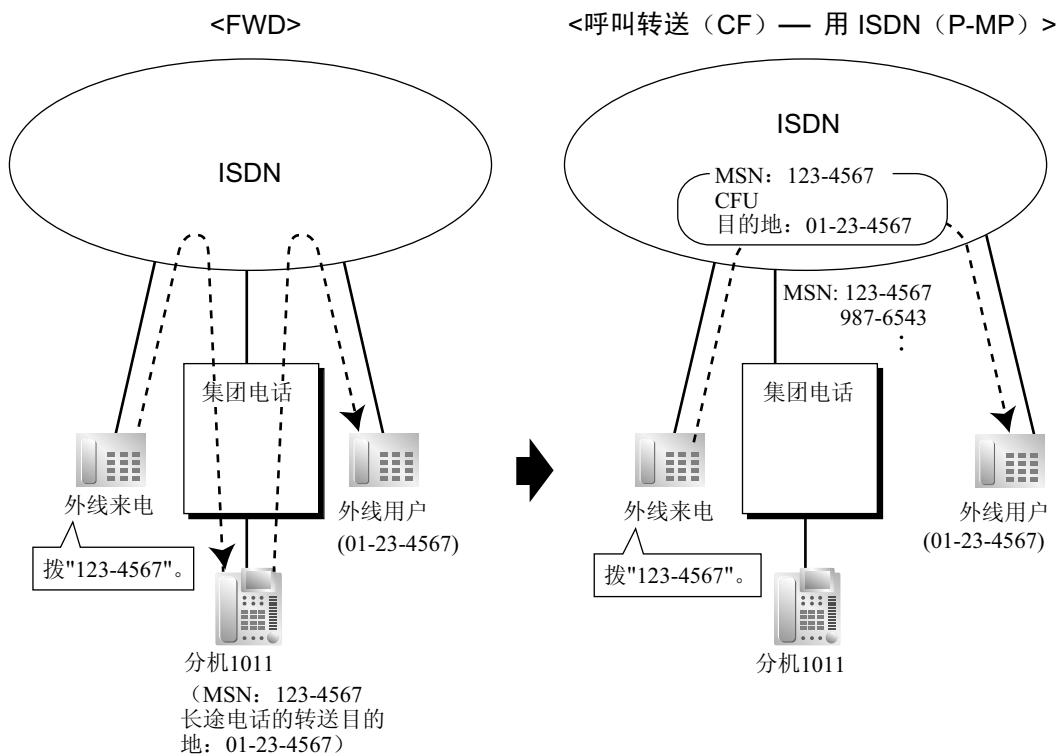 <FWD>
ISDN
集团电话
外线来电
拨"123-4567"。
外线用户
(01-23-4567)
分机1011
（MSN：123-4567
长途电话的转送目的
地：01-23-4567）
<呼叫转送（CF）— 用 ISDN（P-MP）>
ISDN
MSN：123-4567
CFU
目的地：01-23-4567
MSN: 123-4567
987-6543
⋮
集团电话
外线来电
拨"123-4567"。
外线用户
(01-23-4567)
分机1011